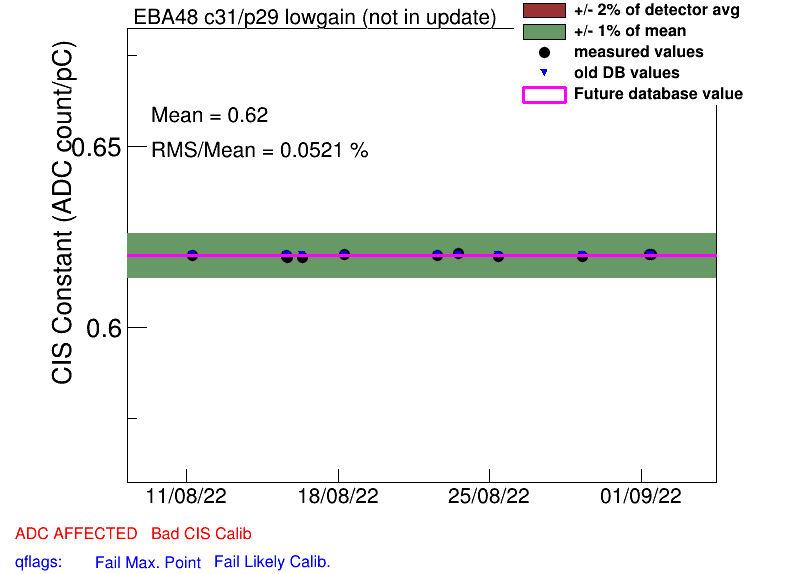 EBA48 c31/p29 lowgain (not in update)
+/- 2% of detector avg
+/- 1% of mean
measured values
old DB values
Future database value
Mean = 0.62
RMS/Mean = 0.0521 %
CIS Constant (ADC count/pC)
0.65
0.6
11/08/22 18/08/22 25/08/22 01/09/22
ADC AFFECTED Bad CIS Calib
qflags: Fail Max. Point Fail Likely Calib.